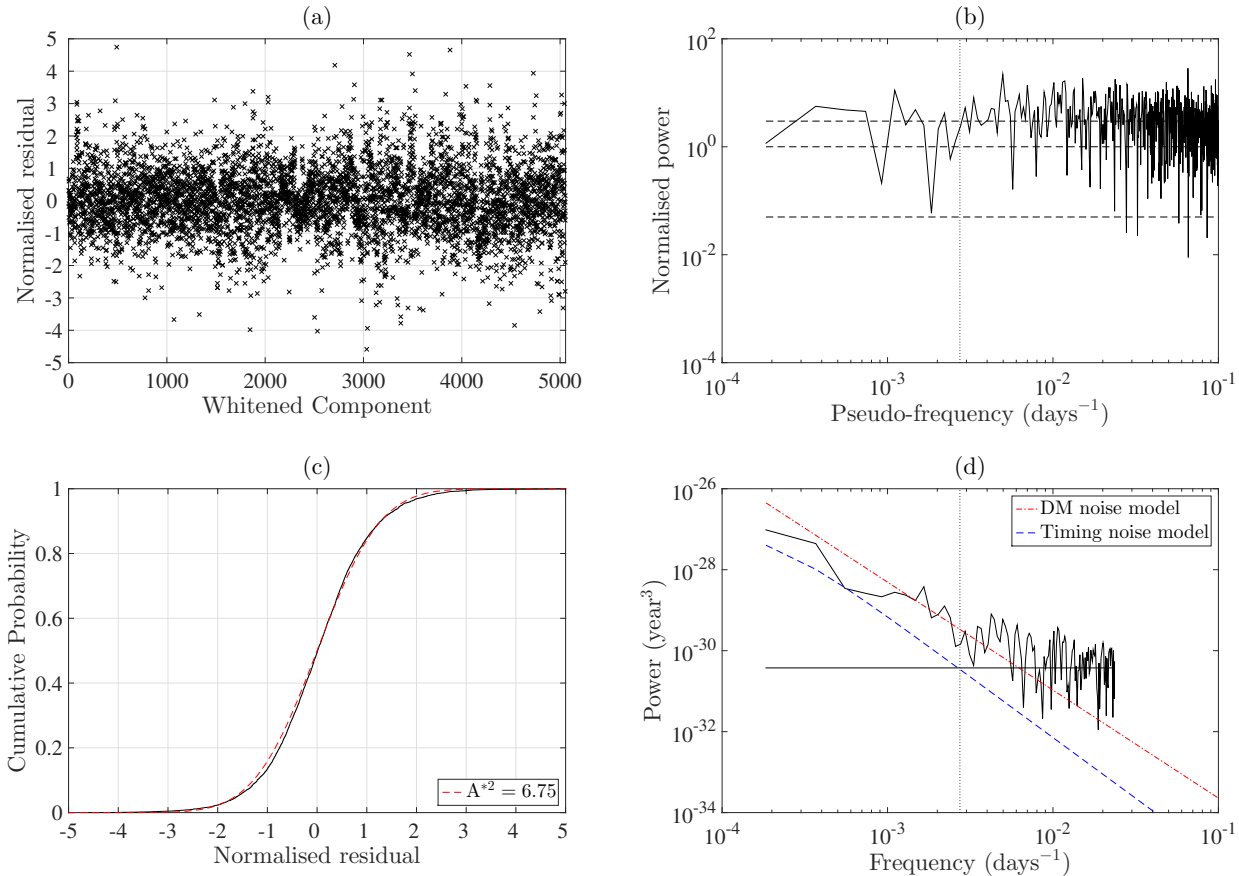 (a)
5
4
3
2
1
0
-1
-2
-3
-4
-5
0 1000 2000 3000 4000 5000
Normalised residual
Whitened Component
(b)
10^2
10^0
10^-2
10^-4
10^-4 10^-3 10^-2 10^-1
Normalised power
Pseudo-frequency (days^-1)
(c)
1
0.8
0.6
0.4
0.2
0
-5 -4 -3 -2 -1 0 1 2 3 4 5
Cumulative Probability
Normalised residual
A*2 = 6.75
(d)
10^-26
10^-28
10^-30
10^-32
10^-34
10^-4 10^-3 10^-2 10^-1
Power (year^3)
Frequency (days^-1)
DM noise model
Timing noise model